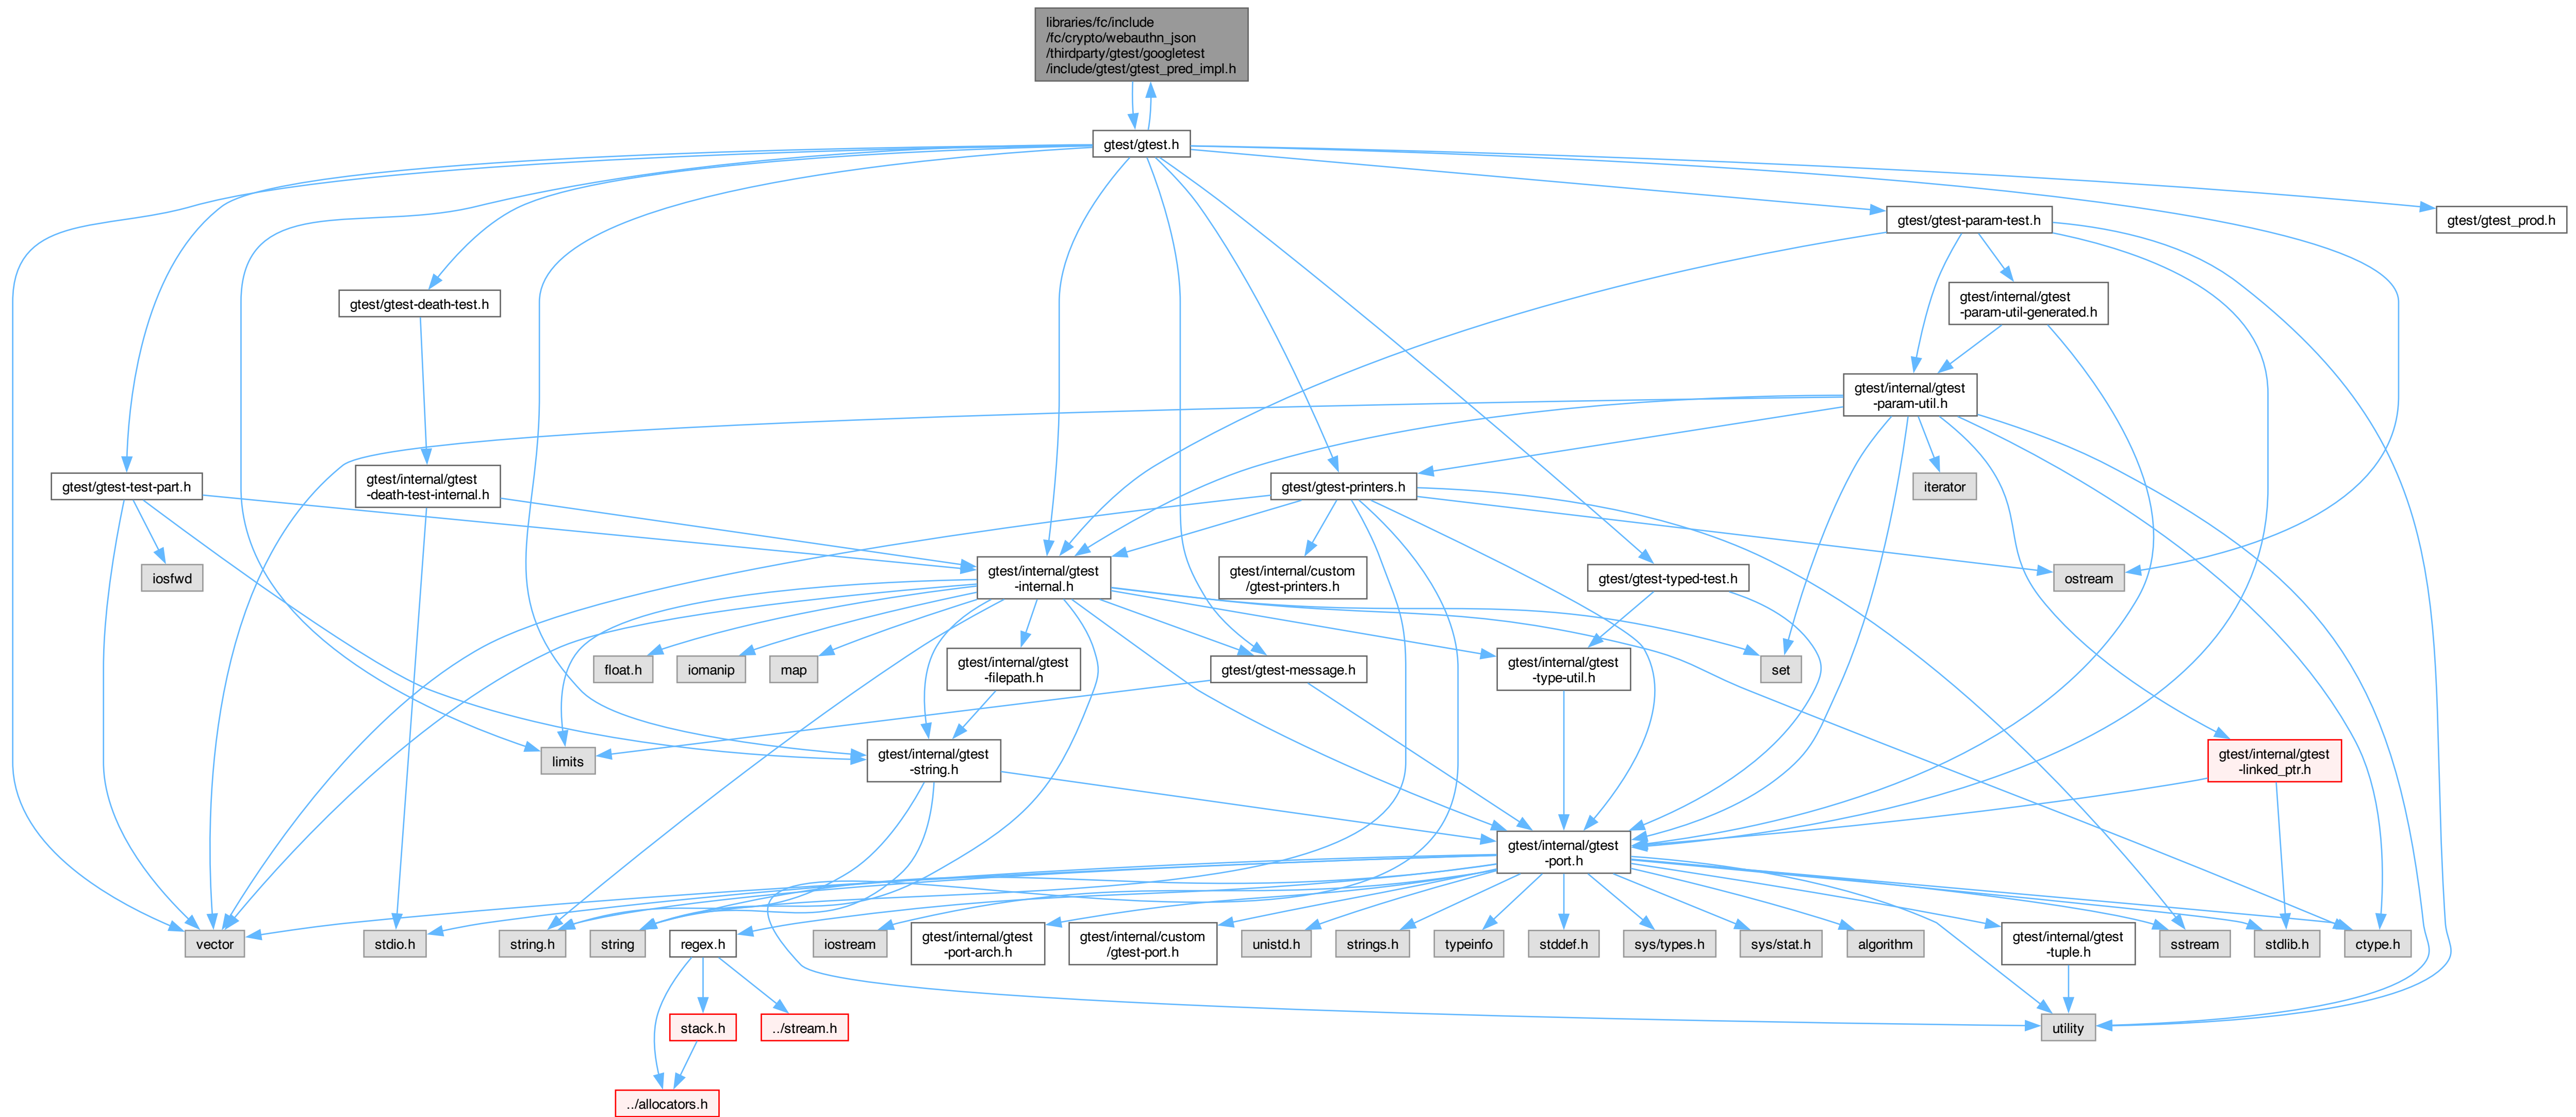 libraries/fc/include
/fc/crypto/webauthn_json
/thirdparty/gtest/googletest
/include/gtest/gtest_pred_impl.h
gtest/gtest.h
gtest/gtest-param-test.h
gtest/gtest_prod.h
gtest/gtest-death-test.h
gtest/internal/gtest
-param-util-generated.h
gtest/internal/gtest
-param-util.h
gtest/gtest-test-part.h
gtest/internal/gtest
-death-test-internal.h
gtest/gtest-printers.h
iterator
iosfwd
gtest/internal/gtest
-internal.h
gtest/internal/custom
/gtest-printers.h
gtest/gtest-typed-test.h
ostream
float.h
iomanip
map
gtest/internal/gtest
-filepath.h
gtest/gtest-message.h
gtest/internal/gtest
-type-util.h
set
limits
gtest/internal/gtest
-string.h
gtest/internal/gtest
-linked_ptr.h
gtest/internal/gtest
-port.h
vector
stdio.h
string.h
string
regex.h
iostream
gtest/internal/gtest
-port-arch.h
gtest/internal/custom
/gtest-port.h
unistd.h
strings.h
typeinfo
stddef.h
sys/types.h
sys/stat.h
algorithm
gtest/internal/gtest
-tuple.h
sstream
stdlib.h
ctype.h
stack.h
../stream.h
utility
../allocators.h